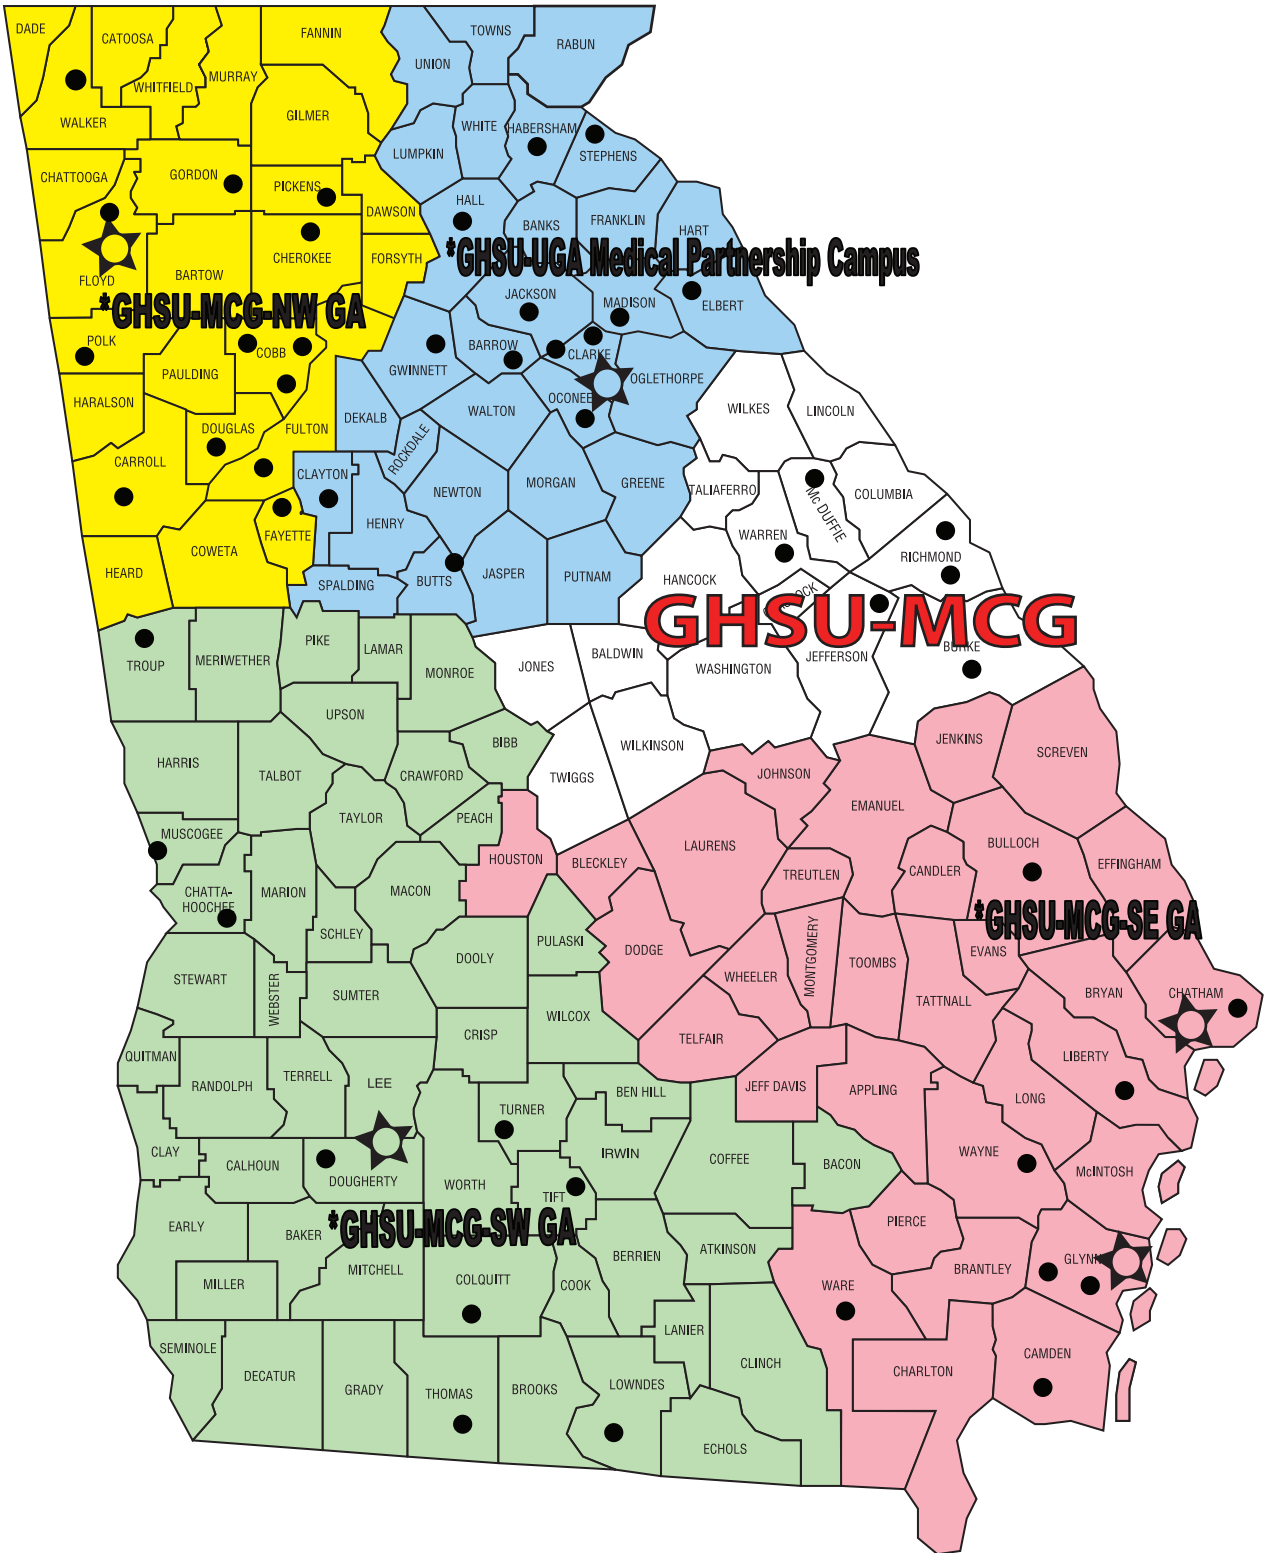 DADE
CATOOSA
FANNIN
TOWNS
RABUN
UNION
WHITFIELD
MURRAY
WALKER
GILMER
WHITE
HABERSHAM
STEPHENS
LUMPKIN
CHATTOOGA
GORDON
PICKENS
HALL
DAWSON
BANKS
FRANKLIN
HART
CHEROKEE
FORSYTH
*GHSU-UGA Medical Partnership Campus
FLOYD
BARTOW
JACKSON
MADISON
ELBERT
*GHSU-MCG-NW GA
POLK
COBB
BARROW
CLARKE
PAULDING
GWINNETT
OGLETHORPE
HARALSON
OCONEE
WALTON
WILKES
LINCOLN
DEKALB
DOUGLAS
FULTON
ROCKDALE
CARROLL
CLAYTON
NEWTON
MORGAN
GREENE
TALIAFERRO
COLUMBIA
Mc DUFFIE
HENRY
FAYETTE
WARREN
COWETA
RICHMOND
HEARD
SPALDING
BUTTS
JASPER
PUTNAM
HANCOCK
GHSU-MCG
BURKE
TROUP
MERIWETHER
PIKE
LAMAR
MONROE
JONES
BALDWIN
WASHINGTON
JEFFERSON
UPSON
BIBB
WILKINSON
JENKINS
SCREVEN
HARRIS
TALBOT
CRAWFORD
TWIGGS
JOHNSON
EMANUEL
TAYLOR
PEACH
MUSCOGEE
LAURENS
BULLOCH
HOUSTON
BLECKLEY
EFFINGHAM
TREUTLEN
CANDLER
CHATTA-
HOOCHEE
MARION
MACON
*GHSU-MCG-SE GA
SCHLEY
PULASKI
DODGE
MONTGOMERY
EVANS
DOOLY
TOOMBS
STEWART
WEBSTER
SUMTER
WHEELER
TATTNALL
BRYAN
CHATHAM
WILCOX
CRISP
TELFAIR
QUITMAN
LIBERTY
RANDOLPH
TERRELL
LEE
BEN HILL
JEFF DAVIS
APPLING
LONG
TURNER
CLAY
CALHOUN
IRWIN
COFFEE
BACON
WAYNE
McINTOSH
DOUGHERTY
WORTH
TIFT
EARLY
BAKER
*GHSU-MCG-SW GA
PIERCE
MITCHELL
BERRIEN
ATKINSON
GLYNN
MILLER
COLQUITT
COOK
WARE
BRANTLEY
SEMINOLE
LANIER
CLINCH
CAMDEN
DECATUR
GRADY
THOMAS
BROOKS
LOWNDES
CHARLTON
ECHOLS